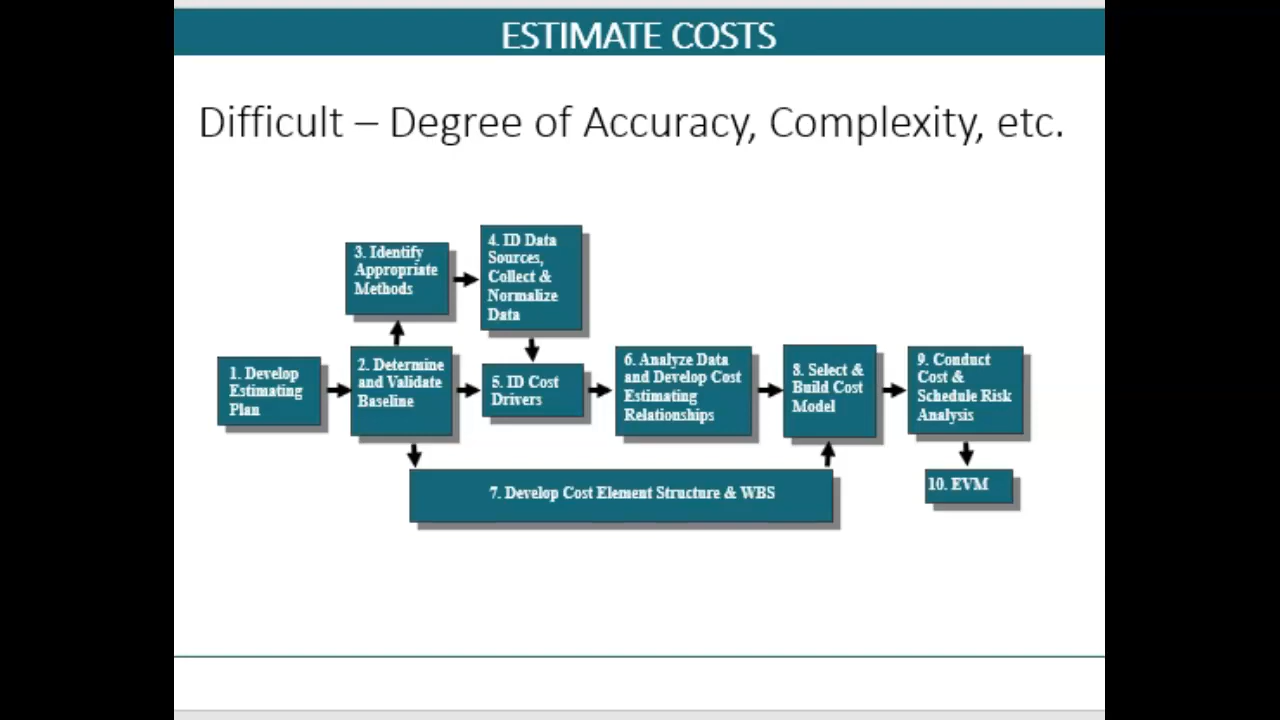 ESTIMATE COSTS
Difficult – Degree of Accuracy, Complexity, etc.
1. Develop
Estimating
Plan
2. Determine
and Validate
Baseline
3. Identify
Appropriate
Methods
4. ID Data
Sources,
Collect &
Normalize
Data
5. ID Cost
Drivers
6. Analyze Data
and Develop Cost
Estimating
Relationships
7. Develop Cost Element Structure & WBS
8. Select &
Build Cost
Model
9. Conduct
Cost &
Schedule Risk
Analysis
10. EVM